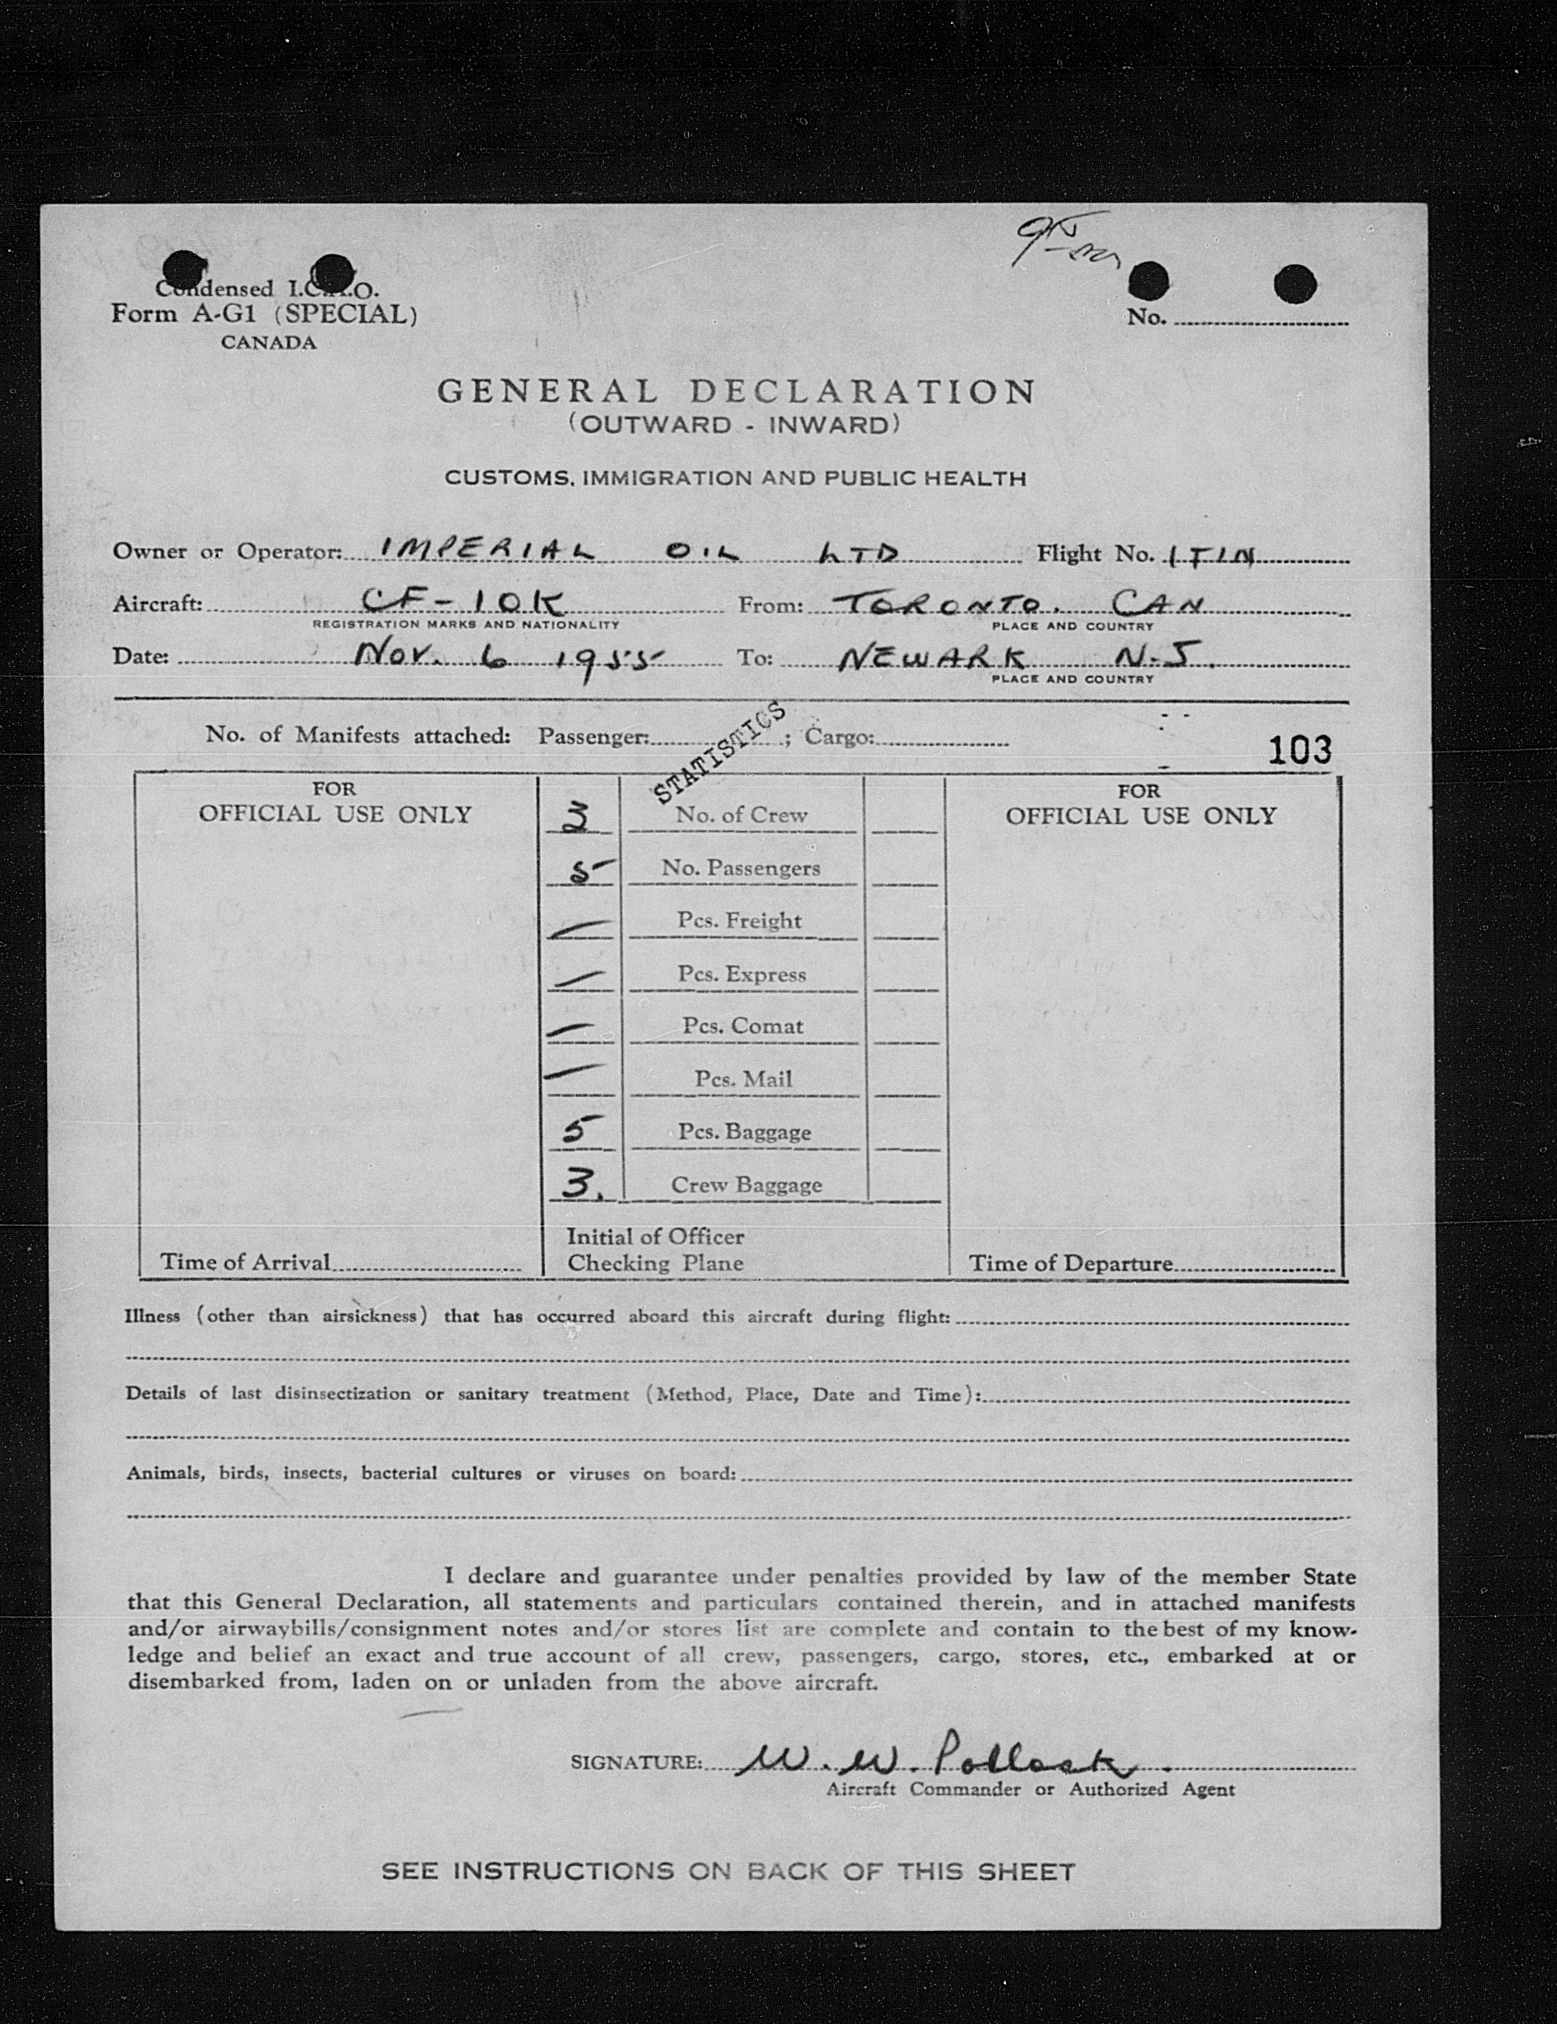 Condensed I.C.A.O.
Form A-G1 (SPECIAL)
CANADA
No.
GENERAL DECLARATION
(OUTWARD - INWARD)
CUSTOMS, IMMIGRATION AND PUBLIC HEALTH
Owner or Operator: IMPERIAL OIL LTD Flight No. ITIN
Aircraft: CF-IOK From: TORONTO. CAN
REGISTRATION MARKS AND NATIONALITY PLACE AND COUNTRY
Date: Nov. 6 1955 To: NEWARK N.J.
PLACE AND COUNTRY
No. of Manifests attached: Passenger: ; Cargo:
STATISTICS
103
FOR
OFFICIAL USE ONLY
3 No. of Crew
5 No. Passengers
Pcs. Freight
Pcs. Express
Pcs. Comat
Pcs. Mail
5 Pcs. Baggage
3. Crew Baggage
Initial of Officer
Checking Plane
FOR
OFFICIAL USE ONLY
Time of Arrival
Time of Departure
Illness (other than airsickness) that has occurred aboard this aircraft during flight:
Details of last disinsectization or sanitary treatment (Method, Place, Date and Time):
Animals, birds, insects, bacterial cultures or viruses on board:
I declare and guarantee under penalties provided by law of the member State
that this General Declaration, all statements and particulars contained therein, and in attached manifests
and/or airwaybills/consignment notes and/or stores list are complete and contain to the best of my know-
ledge and belief an exact and true account of all crew, passengers, cargo, stores, etc., embarked at or
disembarked from, laden on or unladen from the above aircraft.
SIGNATURE: W. W. Pollock.
Aircraft Commander or Authorized Agent
SEE INSTRUCTIONS ON BACK OF THIS SHEET